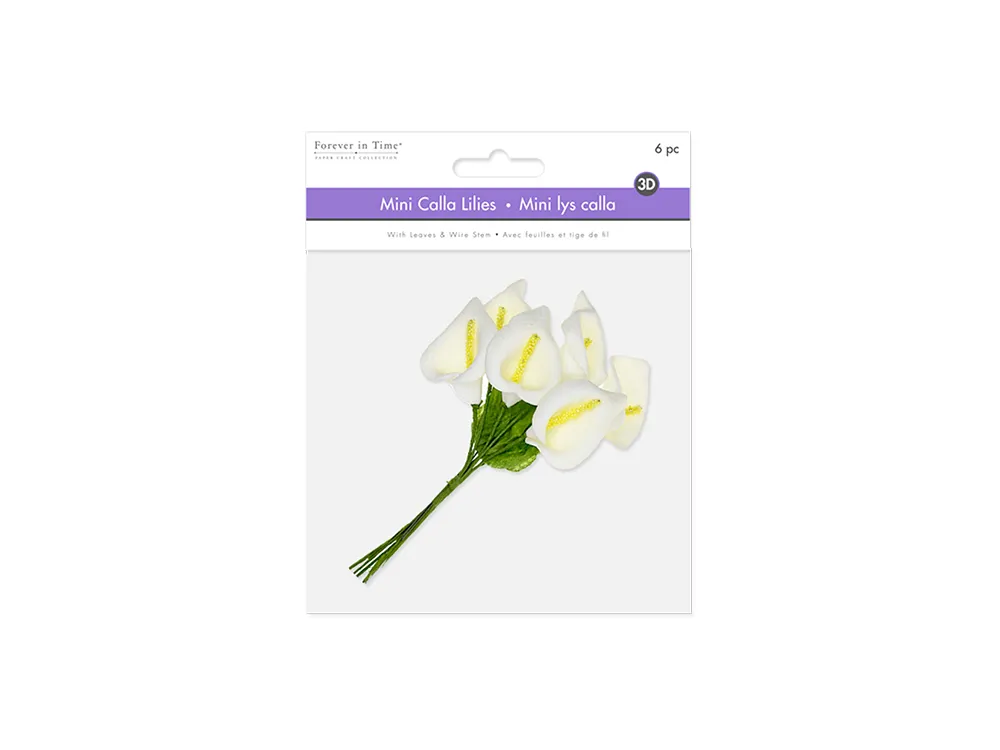 Forever in Time®
PAPER CRAFT COLLECTION
6 pc
3D
Mini Calla Lilies • Mini lys calla
With Leaves & Wire Stem • Avec feuilles et tige de fil